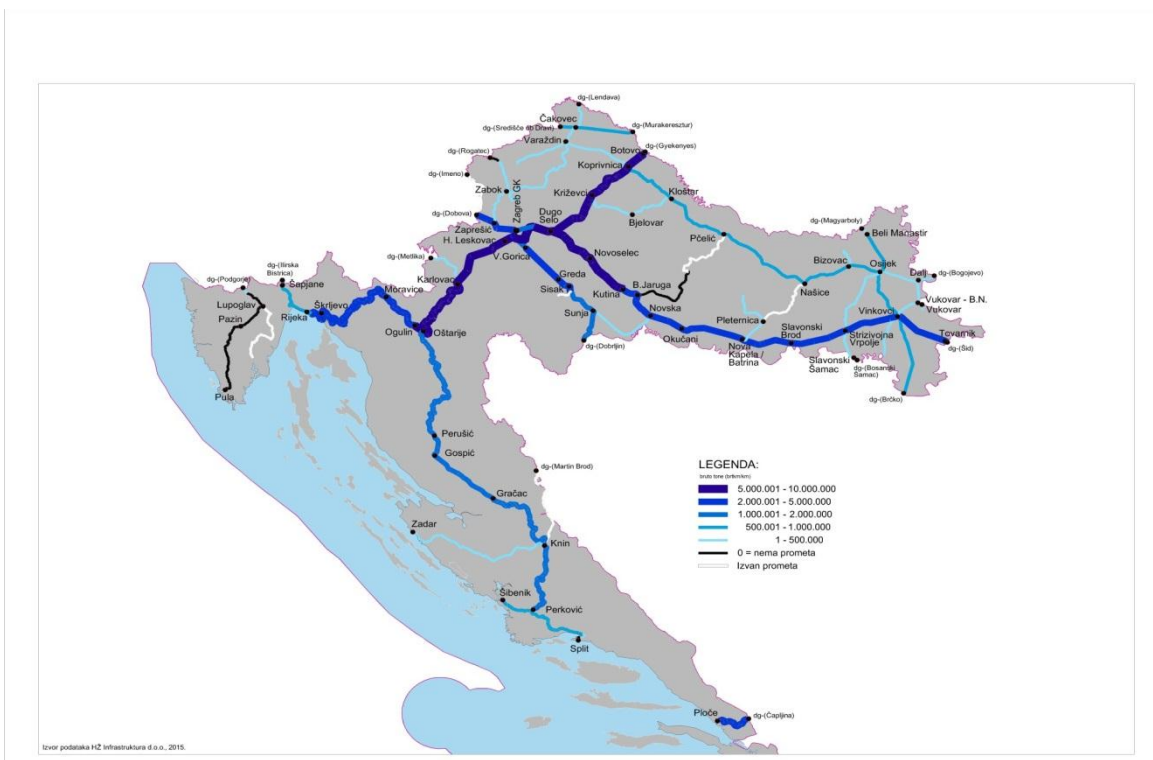 dg-(Lendava)
Čakovec
dg-(Središče ob Dravi)
dg-(Murakeresztur)
Varaždin
Botovo
dg-(Gyekenyes)
dg-(Rogatec)
Koprivnica
dg-(Imeno)
Zabok
Križevci
Kloštar
Zagreb GK
dg-(Dobova)
Dugo
Selo
Bjelovar
dg-(Magyarboly)
Zaprešić
Beli Manastir
H. Leskovac
Pčelić
V.Gorica
Novoselec
dg-(Metlika)
Bizovac
Osijek
dg-(Ilirska
Bistrica)
Greda
Dalj
dg-(Bogojevo)
dg-(Podgorje)
Šapjane
Karlovac
Sisak
Kutina
B.Jaruga
Našice
Moravice
Lupoglav
Škrljevo
Novska
Vukovar - B.N.
Vukovar
Rijeka
Sunja
Pleternica
Vinkovci
Pazin
Ogulin
Oštarije
Okučani
Slavonski
Brod
Strizivojna
Vrpolje
Tovarnik
dg-(Šid)
dg-(Dobrljin)
Nova
Kapela /
Batrina
Slavonski
Šamac
dg-(Bosanski
Šamac)
Pula
dg-(Brčko)
Perušić
Gospić
dg-(Martin Brod)
Gračac
Zadar
Knin
Šibenik
Perković
Split
Ploče
dg-(Čapljina)
LEGENDA:
bruto tone (brtkm/km)
5.000.001 - 10.000.000
2.000.001 - 5.000.000
1.000.001 - 2.000.000
500.001 - 1.000.000
1 - 500.000
0 = nema prometa
Izvan prometa
Izvor podataka HŽ Infrastruktura d.o.o., 2015.